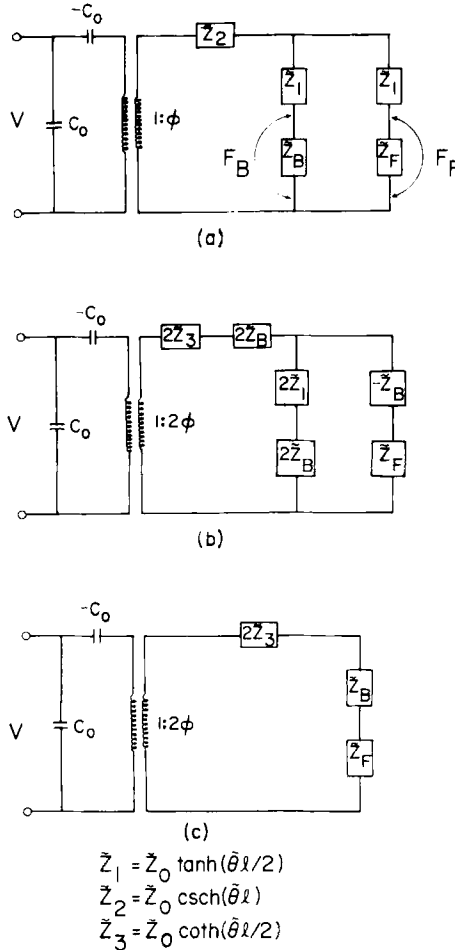 -C₀
Z̃₂
Z̃₁ Z̃₁
V C₀ 1:ϕ
F_B Z̃_B Z̃_F F_F
(a)
-C₀
2Z̃₃ 2Z̃_B
2Z̃₁ -Z̃_B
V C₀ 1:2ϕ
2Z̃_B Z̃_F
(b)
-C₀
2Z̃₃
Z̃_B
V C₀ 1:2ϕ
Z̃_F
(c)
Z̃₁ = Z̃₀ tanh(θ̃ℓ/2)
Z̃₂ = Z̃₀ csch(θ̃ℓ)
Z̃₃ = Z̃₀ coth(θ̃ℓ/2)